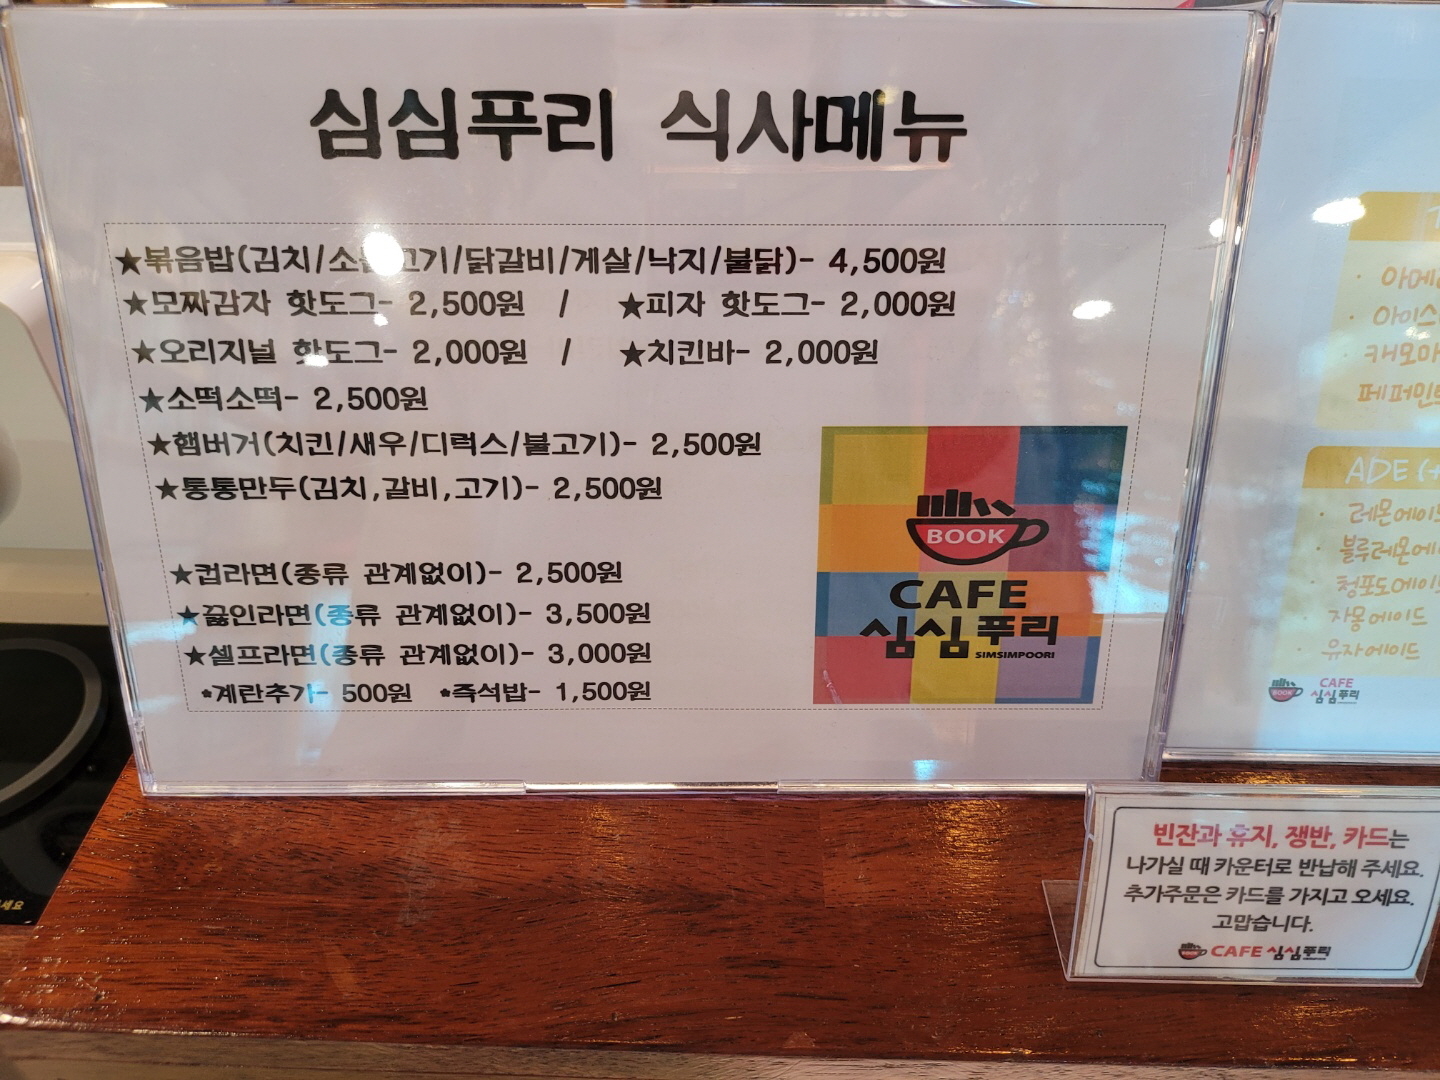 심심푸리 식사메뉴
★볶음밥(김치/소불고기/닭갈비/게살/낙지/불닭)- 4,500원
★모짜감자 핫도그- 2,500원 / ★피자 핫도그- 2,000원
★오리지널 핫도그- 2,000원 / ★치킨바- 2,000원
★소떡소떡- 2,500원
★햄버거(치킨/새우/디럭스/불고기)- 2,500원
★통통만두(김치,갈비,고기)- 2,500원
★컵라면(종류 관계없이)- 2,500원
★끓인라면(종류 관계없이)- 3,500원
★셀프라면(종류 관계없이)- 3,000원
*계란추가- 500원 *즉석밥- 1,500원
BOOK
CAFE
심심푸리
SIMSIMPOORI
ADE (+
레몬에이드
블루레몬에이
청포도에이드
자몽에이드
유자에이드
BOOK CAFE
심심푸리
빈잔과 휴지, 쟁반, 카드는
나가실 때 카운터로 반납해 주세요.
추가주문은 카드를 가지고 오세요.
고맙습니다.
BOOK CAFE 심심푸리